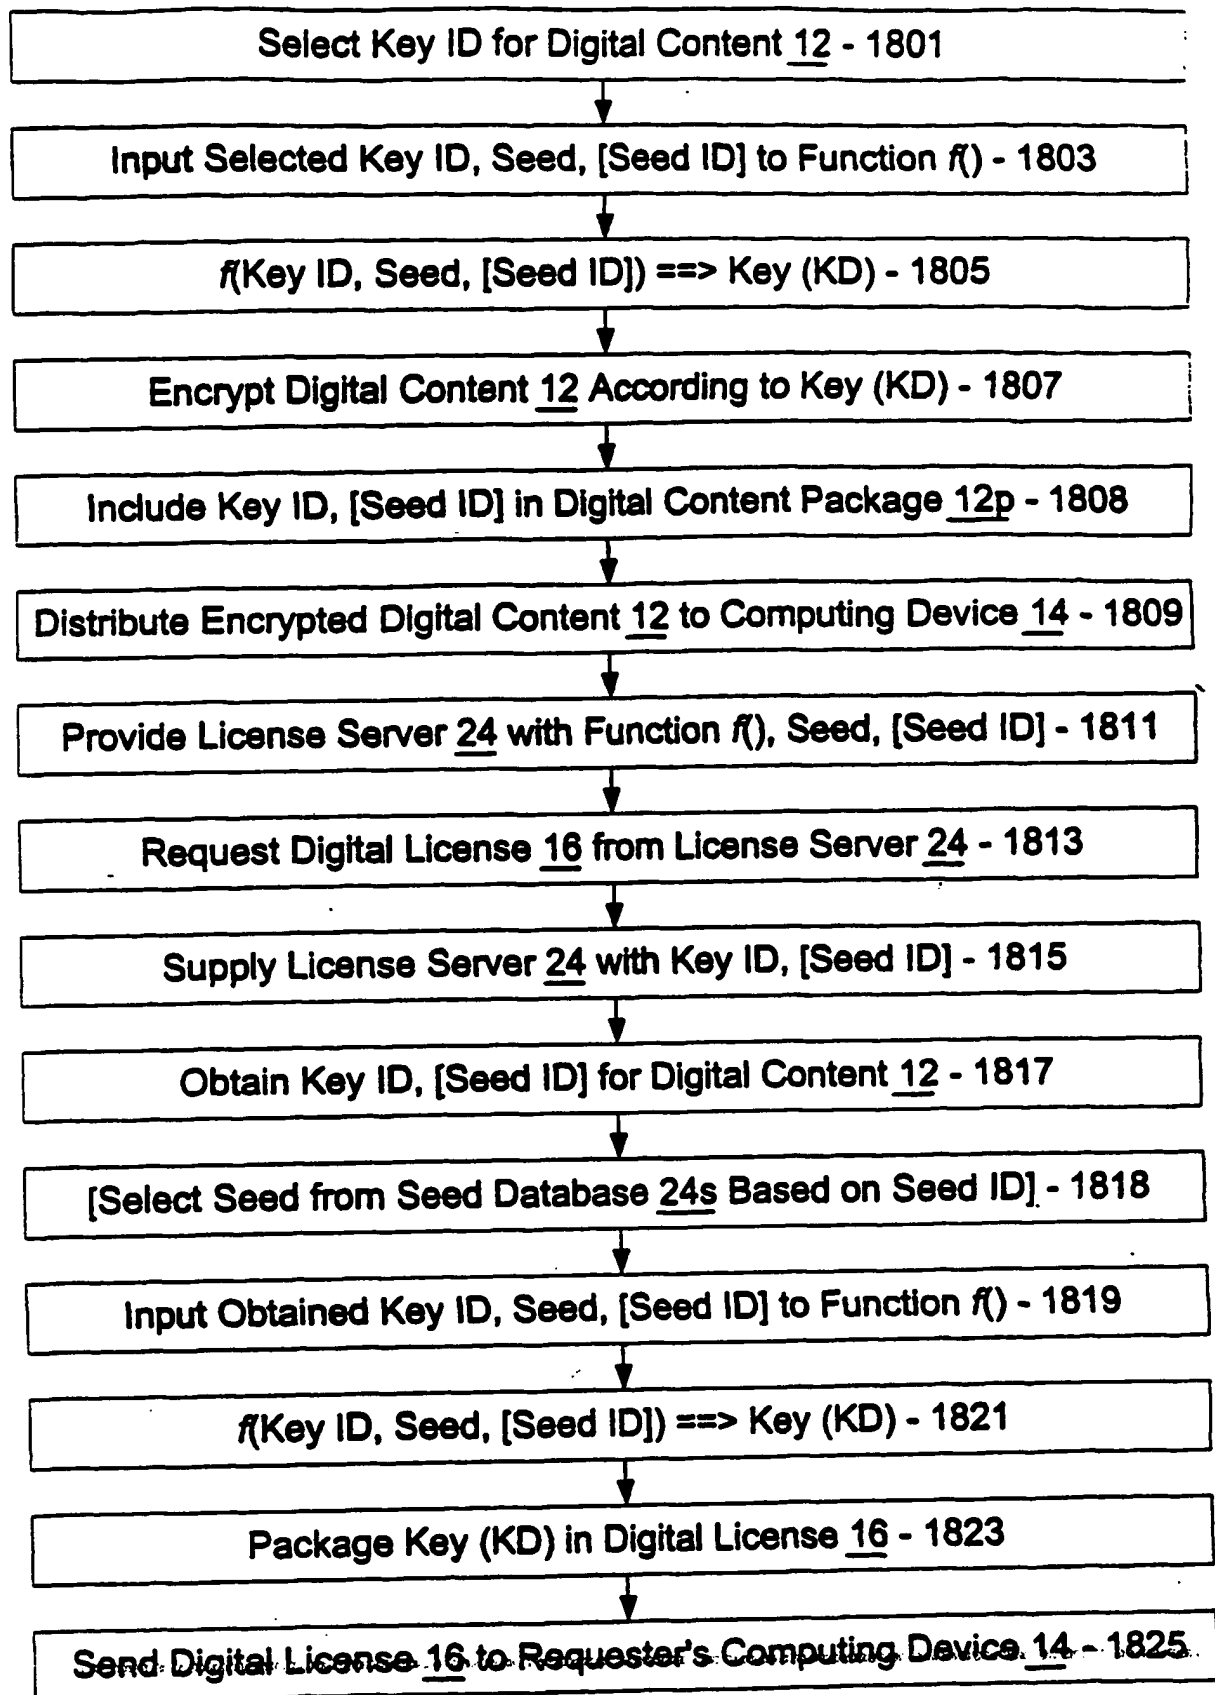 Select Key ID for Digital Content 12 - 1801
Input Selected Key ID, Seed, [Seed ID] to Function f() - 1803
f(Key ID, Seed, [Seed ID]) ==> Key (KD) - 1805
Encrypt Digital Content 12 According to Key (KD) - 1807
Include Key ID, [Seed ID] in Digital Content Package 12p - 1808
Distribute Encrypted Digital Content 12 to Computing Device 14 - 1809
Provide License Server 24 with Function f(), Seed, [Seed ID] - 1811
Request Digital License 16 from License Server 24 - 1813
Supply License Server 24 with Key ID, [Seed ID] - 1815
Obtain Key ID, [Seed ID] for Digital Content 12 - 1817
[Select Seed from Seed Database 24s Based on Seed ID] - 1818
Input Obtained Key ID, Seed, [Seed ID] to Function f() - 1819
f(Key ID, Seed, [Seed ID]) ==> Key (KD) - 1821
Package Key (KD) in Digital License 16 - 1823
Send Digital License 16 to Requester's Computing Device 14 - 1825